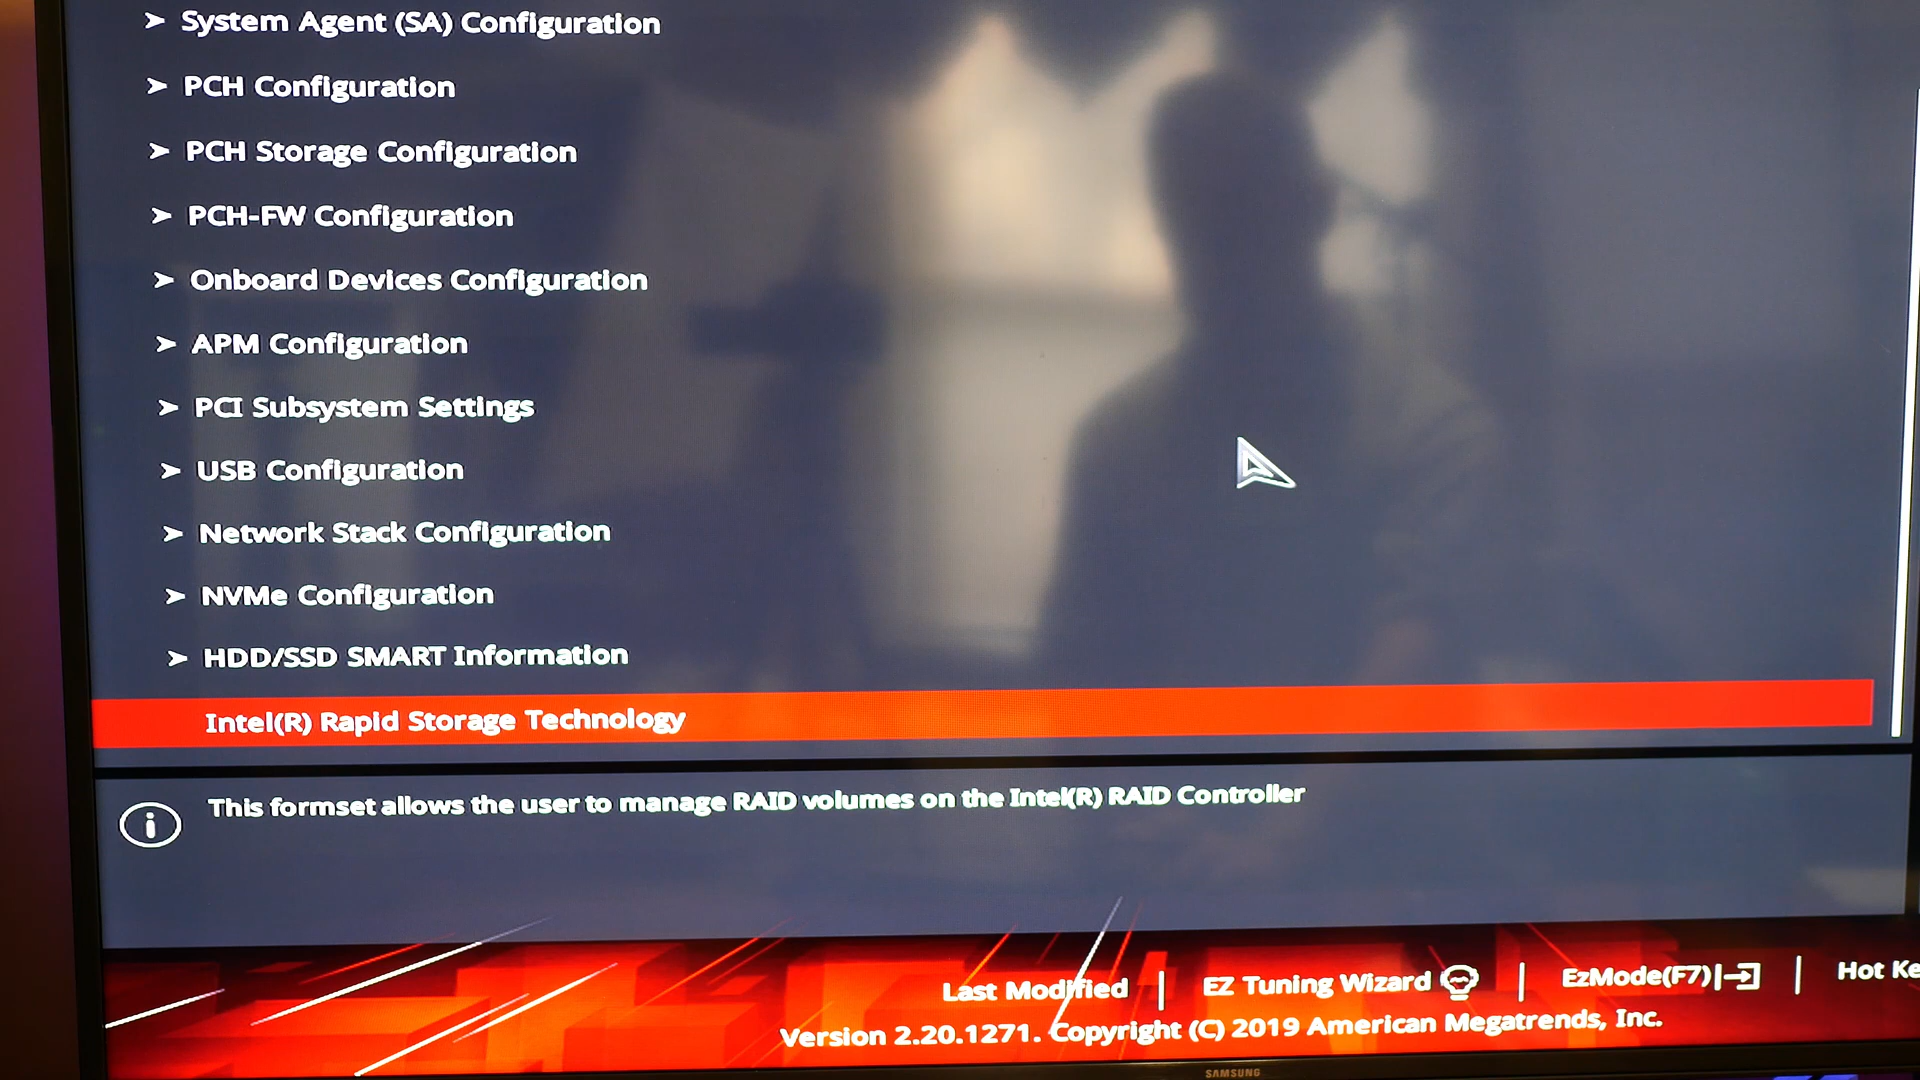 System Agent (SA) Configuration
PCH Configuration
PCH Storage Configuration
PCH-FW Configuration
Onboard Devices Configuration
APM Configuration
PCI Subsystem Settings
USB Configuration
Network Stack Configuration
NVMe Configuration
HDD/SSD SMART Information
Intel(R) Rapid Storage Technology
This formset allows the user to manage RAID volumes on the Intel(R) RAID Controller
Last Modified | EZ Tuning Wizard | EzMode(F7) | Hot Ke
Version 2.20.1271. Copyright (C) 2019 American Megatrends, Inc.
SAMSUNG